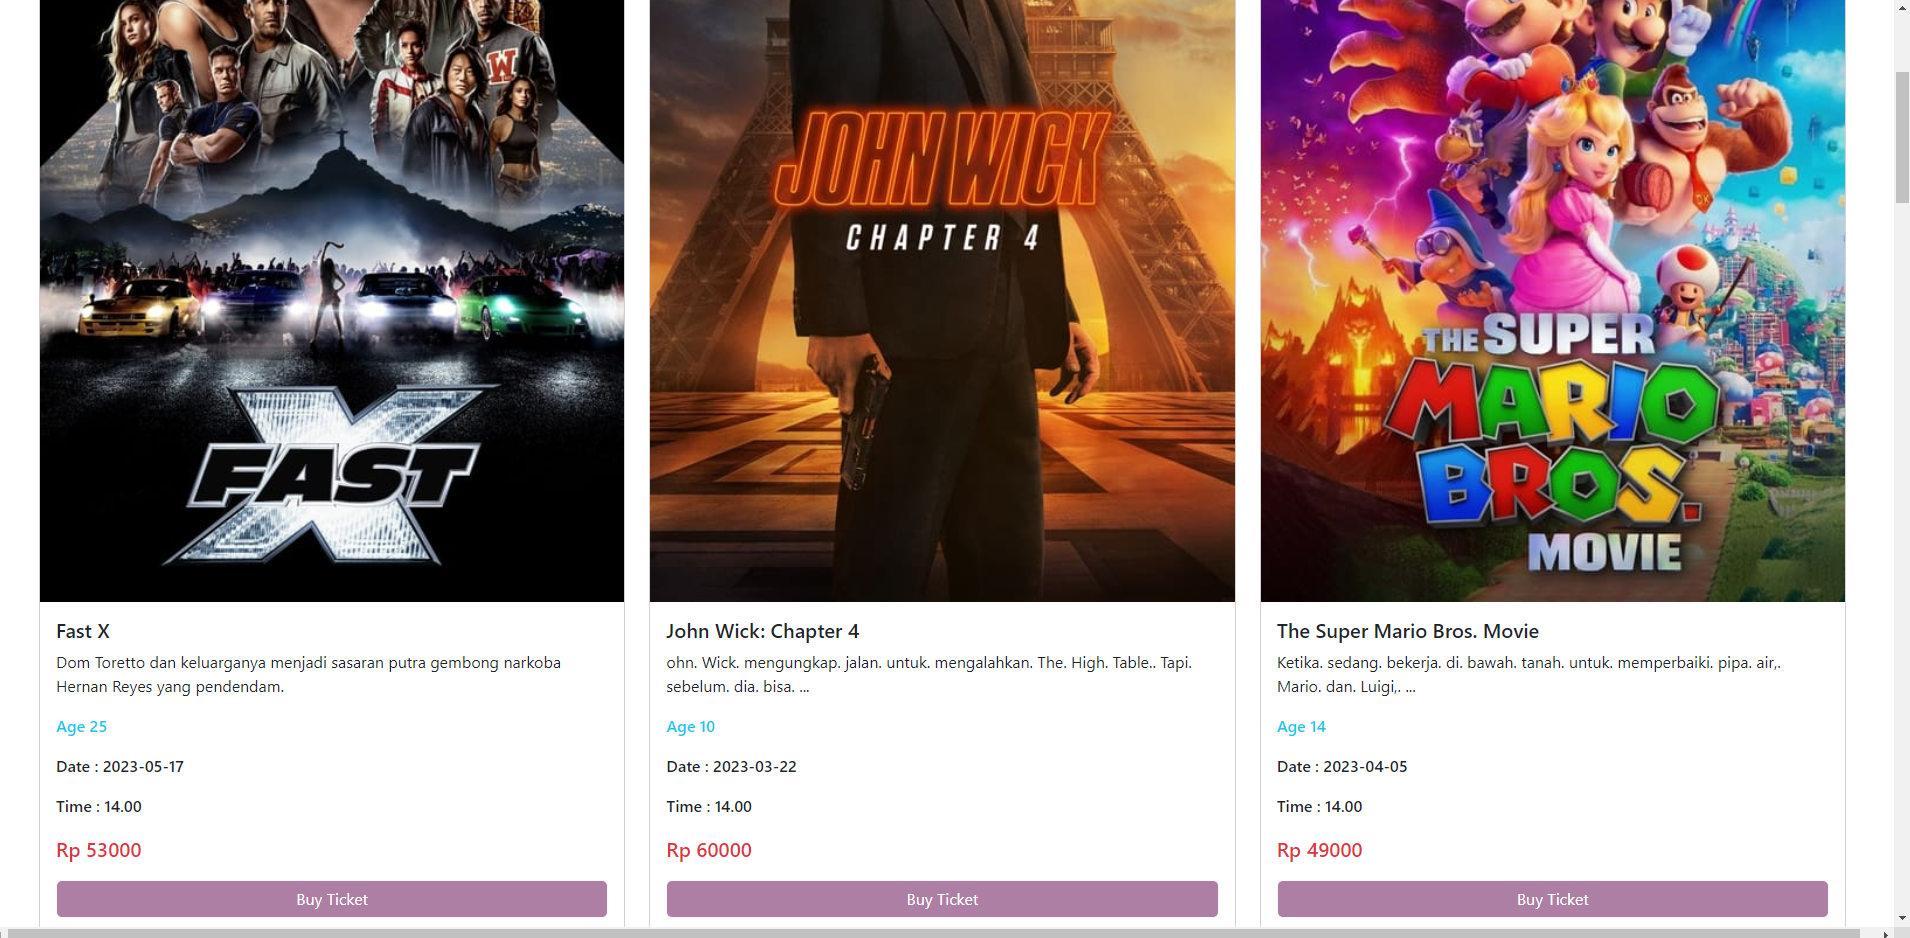 W
FAST
X
Fast X
Dom Toretto dan keluarganya menjadi sasaran putra gembong narkoba
Hernan Reyes yang pendendam.
Age 25
Date : 2023-05-17
Time : 14.00
Rp 53000
Buy Ticket
JOHN WICK
CHAPTER 4
John Wick: Chapter 4
ohn. Wick. mengungkap. jalan. untuk. mengalahkan. The. High. Table.. Tapi.
sebelum. dia. bisa. ...
Age 10
Date : 2023-03-22
Time : 14.00
Rp 60000
Buy Ticket
DK
THE SUPER
MARIO
BROS.
MOVIE
The Super Mario Bros. Movie
Ketika. sedang. bekerja. di. bawah. tanah. untuk. memperbaiki. pipa. air,.
Mario. dan. Luigi,. ...
Age 14
Date : 2023-04-05
Time : 14.00
Rp 49000
Buy Ticket